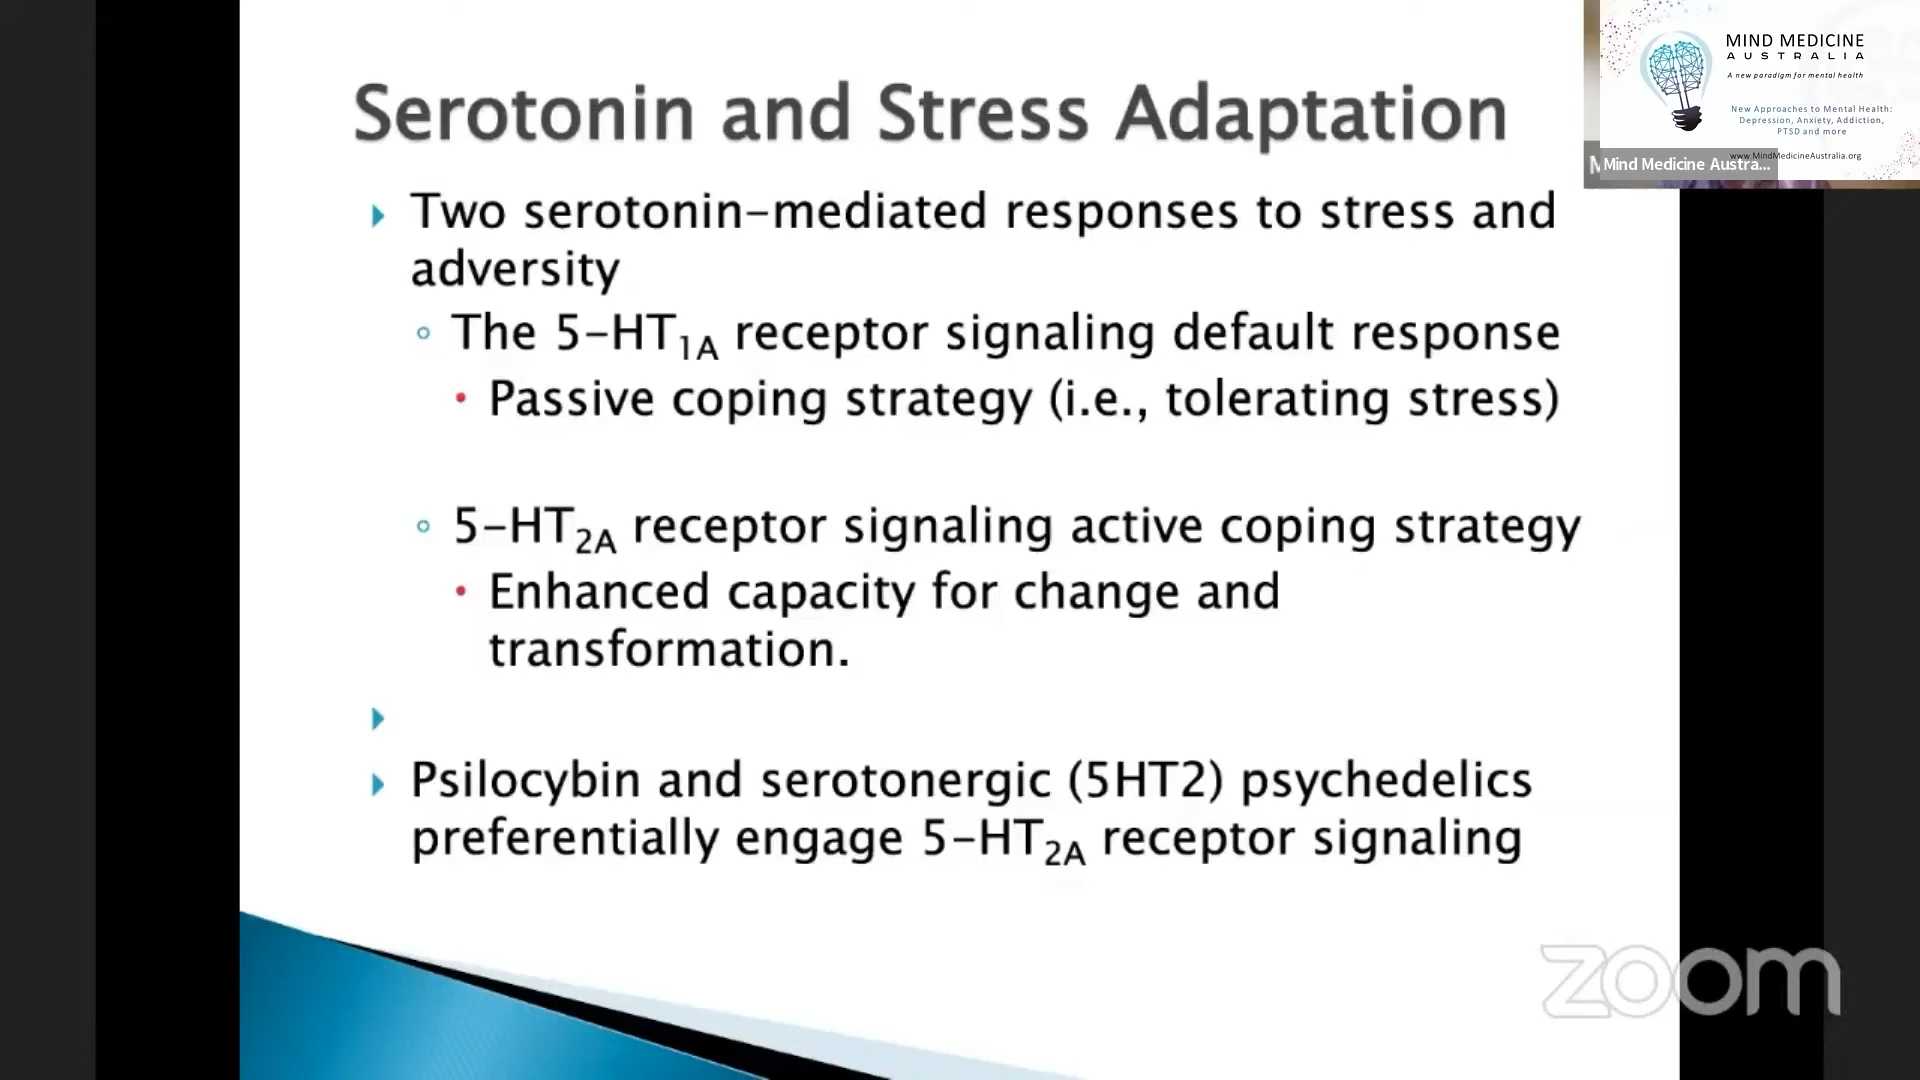 Serotonin and Stress Adaptation
Two serotonin-mediated responses to stress and
adversity
The 5-HT1A receptor signaling default response
Passive coping strategy (i.e., tolerating stress)
5-HT2A receptor signaling active coping strategy
Enhanced capacity for change and
transformation.
Psilocybin and serotonergic (5HT2) psychedelics
preferentially engage 5-HT2A receptor signaling
MIND MEDICINE
AUSTRALIA
A new paradigm for mental health
New Approaches to Mental Health:
Depression, Anxiety, Addiction,
PTSD and more
www.MindMedicineAustralia.org
Mind Medicine Austra...
zoom